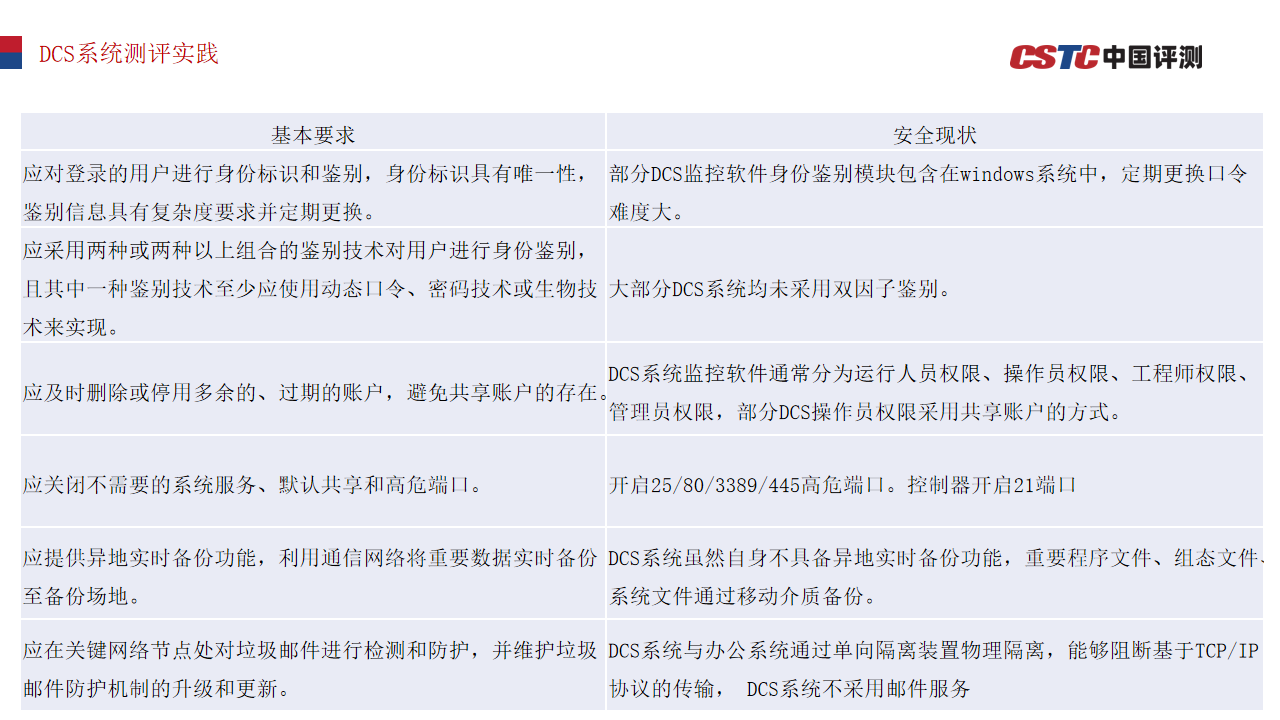 DCS系统测评实践
CSTC中国评测
基本要求
安全现状
应对登录的用户进行身份标识和鉴别，身份标识具有唯一性，
鉴别信息具有复杂度要求并定期更换。
部分DCS监控软件身份鉴别模块包含在windows系统中，定期更换口令
难度大。
应采用两种或两种以上组合的鉴别技术对用户进行身份鉴别，
且其中一种鉴别技术至少应使用动态口令、密码技术或生物技
术来实现。
大部分DCS系统均未采用双因子鉴别。
应及时删除或停用多余的、过期的账户，避免共享账户的存在。
DCS系统监控软件通常分为运行人员权限、操作员权限、工程师权限、
管理员权限，部分DCS操作员权限采用共享账户的方式。
应关闭不需要的系统服务、默认共享和高危端口。
开启25/80/3389/445高危端口。控制器开启21端口
应提供异地实时备份功能，利用通信网络将重要数据实时备份
至备份场地。
DCS系统虽然自身不具备异地实时备份功能，重要程序文件、组态文件、
系统文件通过移动介质备份。
应在关键网络节点处对垃圾邮件进行检测和防护，并维护垃圾
邮件防护机制的升级和更新。
DCS系统与办公系统通过单向隔离装置物理隔离，能够阻断基于TCP/IP
协议的传输， DCS系统不采用邮件服务